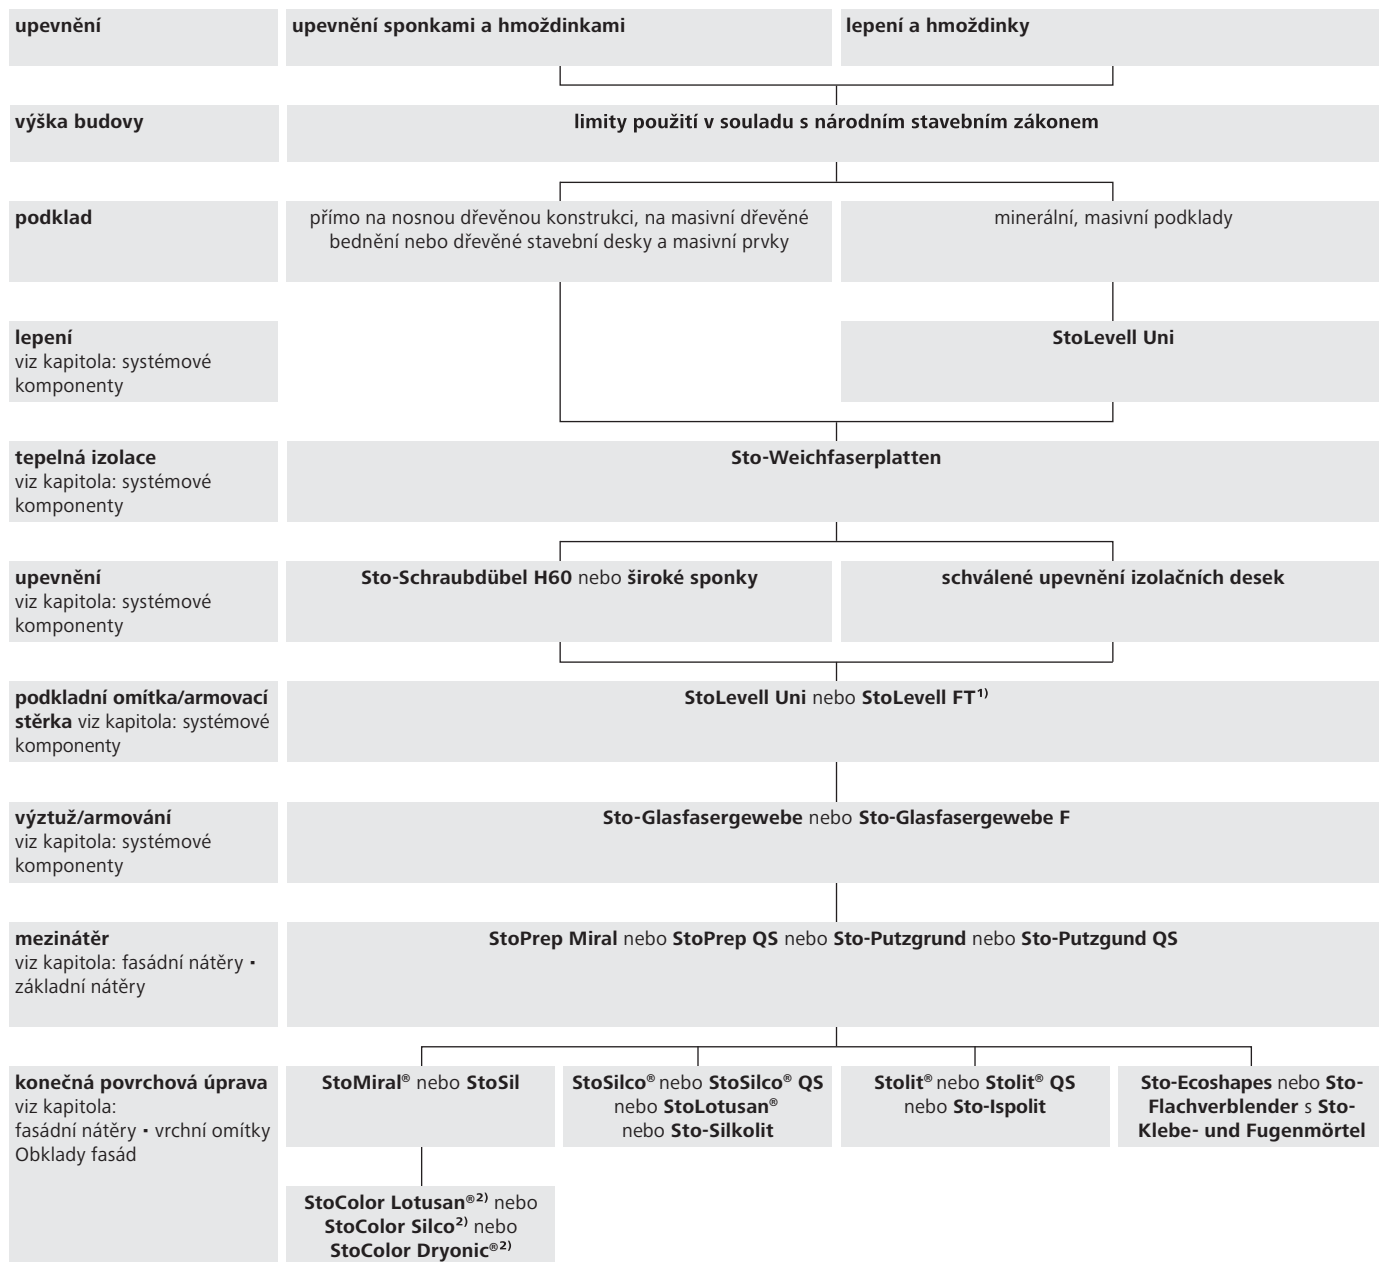 upevnění
upevnění sponkami a hmoždinkami
lepení a hmoždinky
výška budovy
limity použití v souladu s národním stavebním zákonem
podklad
přímo na nosnou dřevěnou konstrukci, na masivní dřevěné
bednění nebo dřevěné stavební desky a masivní prvky
minerální, masivní podklady
lepení
viz kapitola: systémové
komponenty
StoLevell Uni
tepelná izolace
viz kapitola: systémové
komponenty
Sto-Weichfaserplatten
upevnění
viz kapitola: systémové
komponenty
Sto-Schraubdübel H60 nebo široké sponky
schválené upevnění izolačních desek
podkladní omítka/armovací
stěrka viz kapitola: systémové
komponenty
StoLevell Uni nebo StoLevell FT¹⁾
výztuž/armování
viz kapitola: systémové
komponenty
Sto-Glasfasergewebe nebo Sto-Glasfasergewebe F
mezinátěr
viz kapitola: fasádní nátěry ▪
základní nátěry
StoPrep Miral nebo StoPrep QS nebo Sto-Putzgrund nebo Sto-Putzgund QS
konečná povrchová úprava
viz kapitola:
fasádní nátěry ▪ vrchní omítky
Obklady fasád
StoMiral® nebo StoSil
StoSilco® nebo StoSilco® QS
nebo StoLotusan®
nebo Sto-Silkolit
Stolit® nebo Stolit® QS
nebo Sto-Ispolit
Sto-Ecoshapes nebo Sto-
Flachverblender s Sto-
Klebe- und Fugenmörtel
StoColor Lotusan®²⁾ nebo
StoColor Silco²⁾ nebo
StoColor Dryonic®²⁾